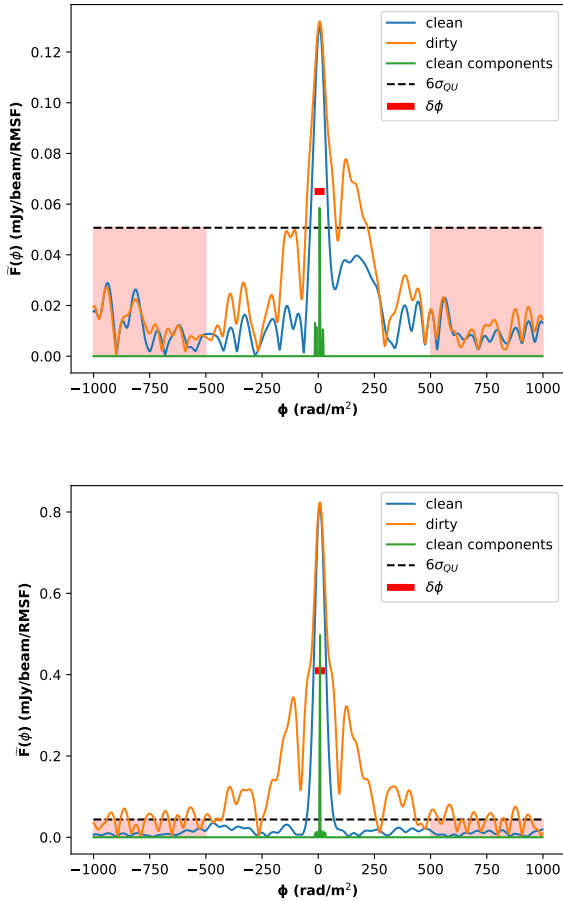 clean
dirty
clean components
6σ_QU
δϕ
0.12
0.10
0.08
0.06
0.04
0.02
0.00
F̃(ϕ) (mJy/beam/RMSF)
−1000 −750 −500 −250 0 250 500 750 1000
ϕ (rad/m²)
clean
dirty
clean components
6σ_QU
δϕ
0.8
0.6
0.4
0.2
0.0
F̃(ϕ) (mJy/beam/RMSF)
−1000 −750 −500 −250 0 250 500 750 1000
ϕ (rad/m²)